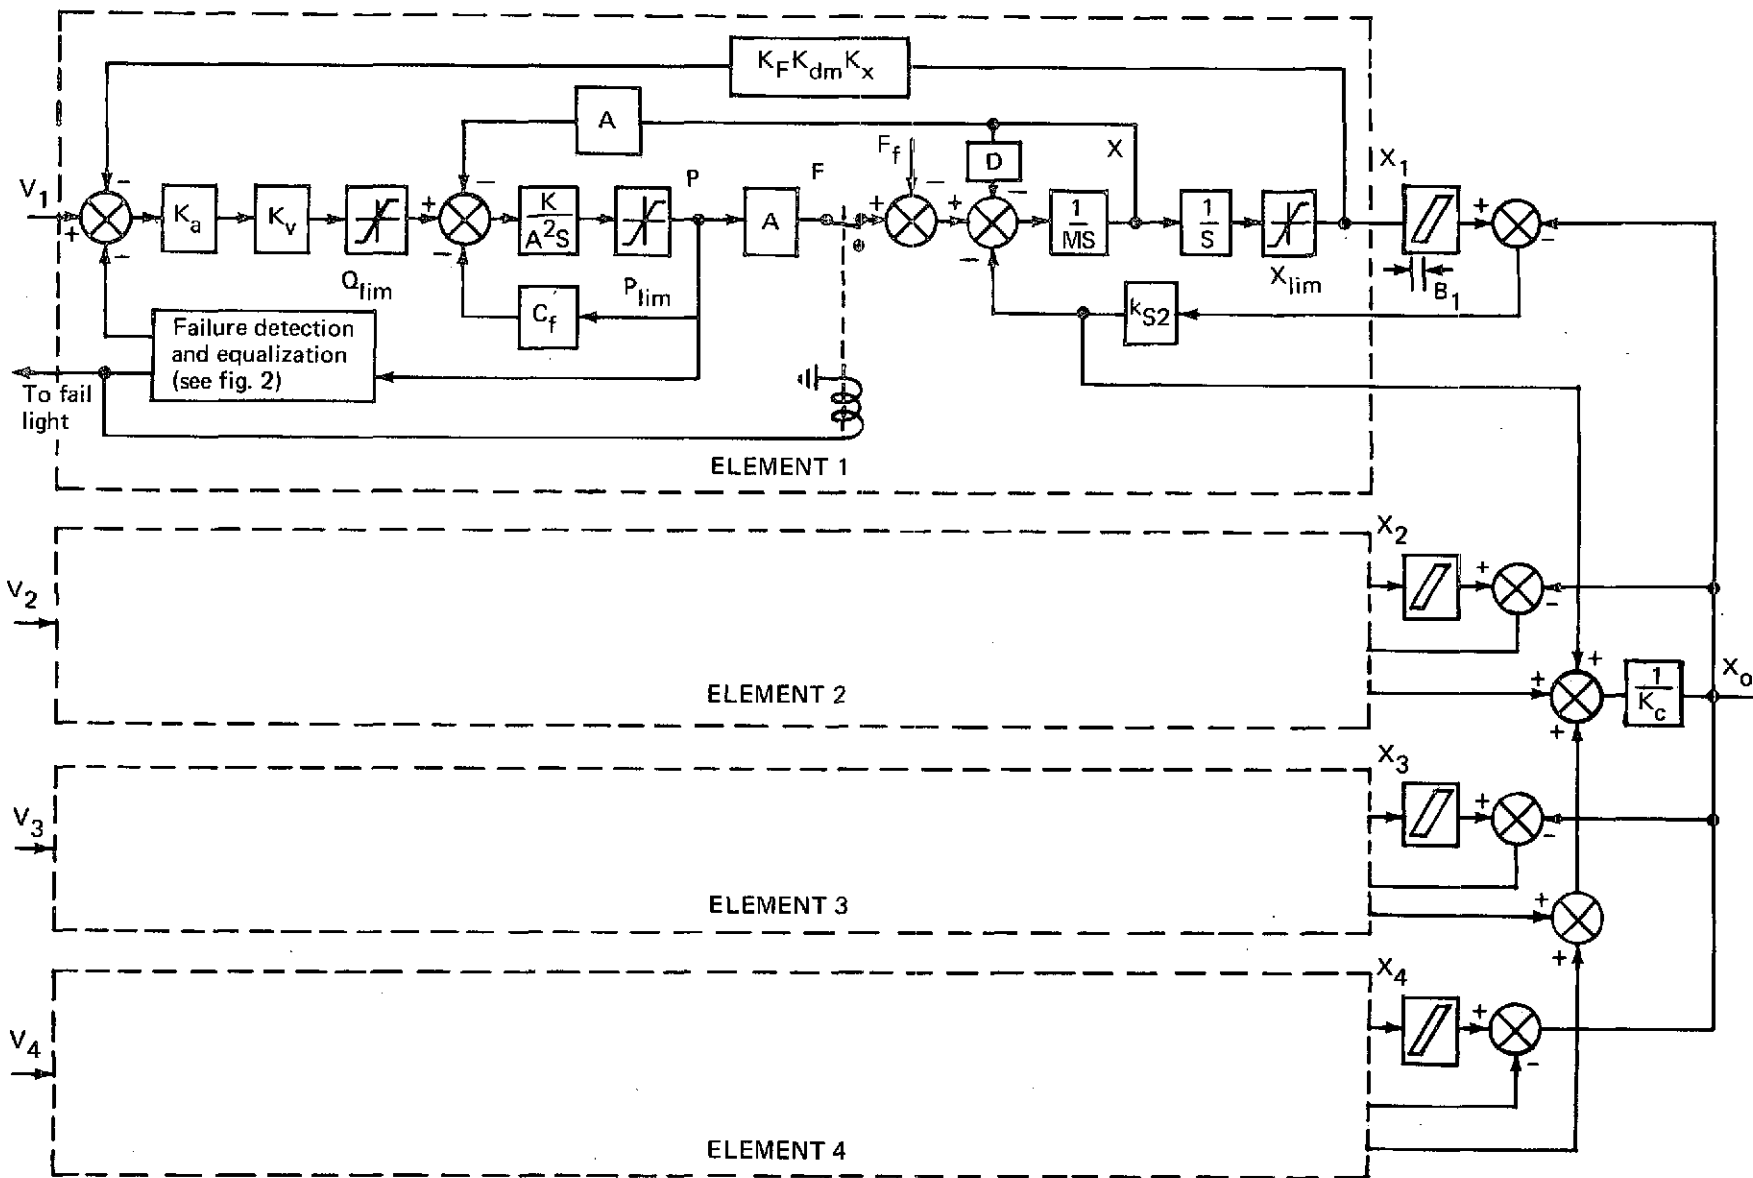 K_F K_dm K_x
A
F_f
D
X
X_1
V_1
K_a
K_v
Q_lim
K
A²S
P
P_lim
A
F
1
MS
1
S
X_lim
B_1
C_f
k_S2
Failure detection
and equalization
(see fig. 2)
To fail
light
ELEMENT 1
X_2
V_2
ELEMENT 2
1
K_c
X_o
X_3
V_3
ELEMENT 3
X_4
V_4
ELEMENT 4